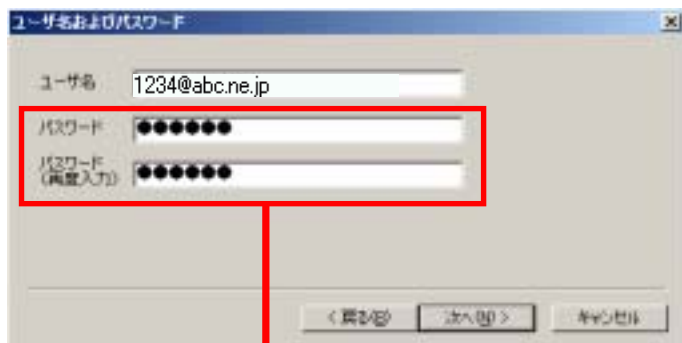 ユーザ名およびパスワード
ユーザ名 1234@abc.ne.jp
パスワード ●●●●●●
パスワード
(再度入力) ●●●●●●
< 戻る(B) 次へ(N) > キャンセル